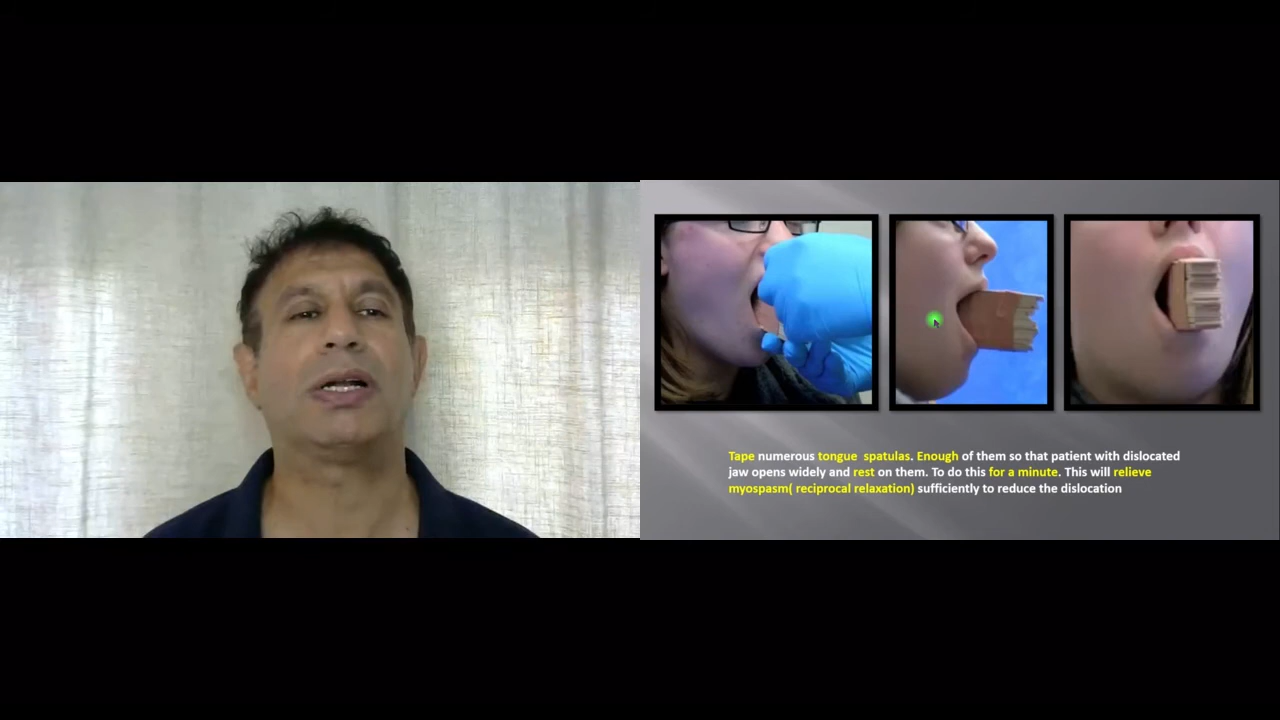 Tape numerous tongue spatulas. Enough of them so that patient with dislocated
jaw opens widely and rest on them. To do this for a minute. This will relieve
myospasm( reciprocal relaxation) sufficiently to reduce the dislocation